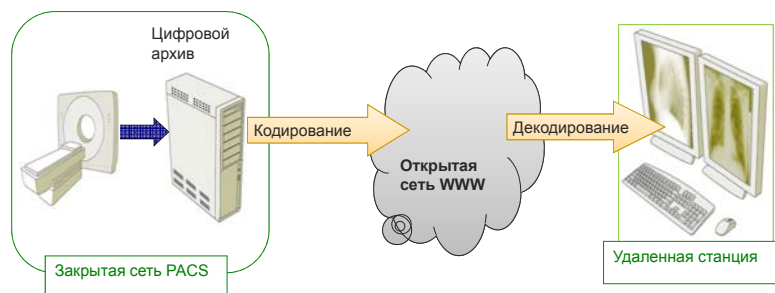 Цифровой
архив
Кодирование
Открытая
сеть WWW
Декодирование
Закрытая сеть PACS
Удаленная станция